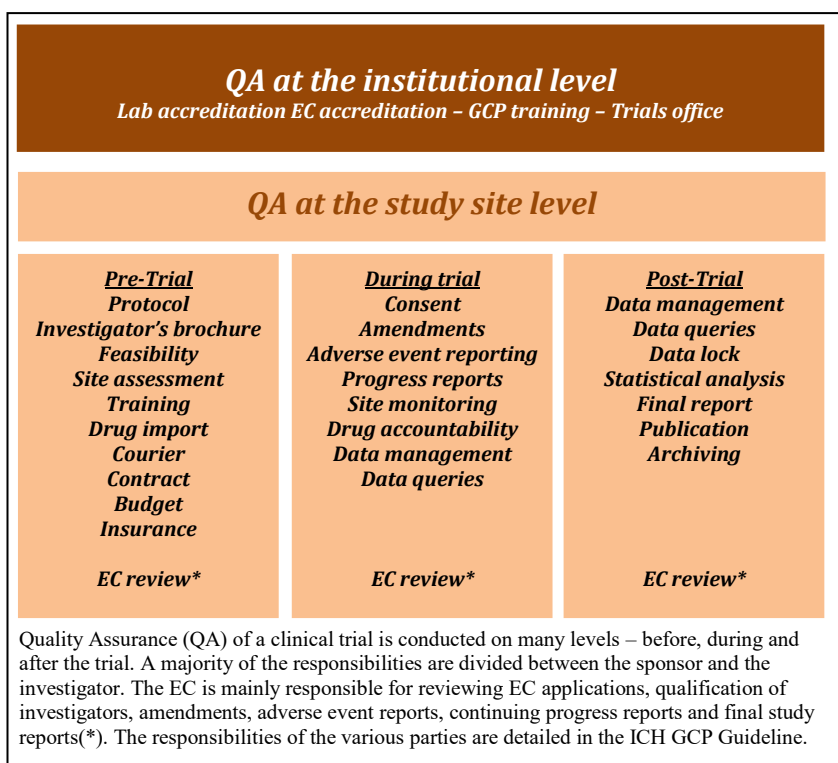 QA at the institutional level
Lab accreditation EC accreditation – GCP training – Trials office
QA at the study site level
Pre-Trial
Protocol
Investigator's brochure
Feasibility
Site assessment
Training
Drug import
Courier
Contract
Budget
Insurance
EC review*
During trial
Consent
Amendments
Adverse event reporting
Progress reports
Site monitoring
Drug accountability
Data management
Data queries
EC review*
Post-Trial
Data management
Data queries
Data lock
Statistical analysis
Final report
Publication
Archiving
EC review*
Quality Assurance (QA) of a clinical trial is conducted on many levels – before, during and
after the trial. A majority of the responsibilities are divided between the sponsor and the
investigator. The EC is mainly responsible for reviewing EC applications, qualification of
investigators, amendments, adverse event reports, continuing progress reports and final study
reports(*). The responsibilities of the various parties are detailed in the ICH GCP Guideline.